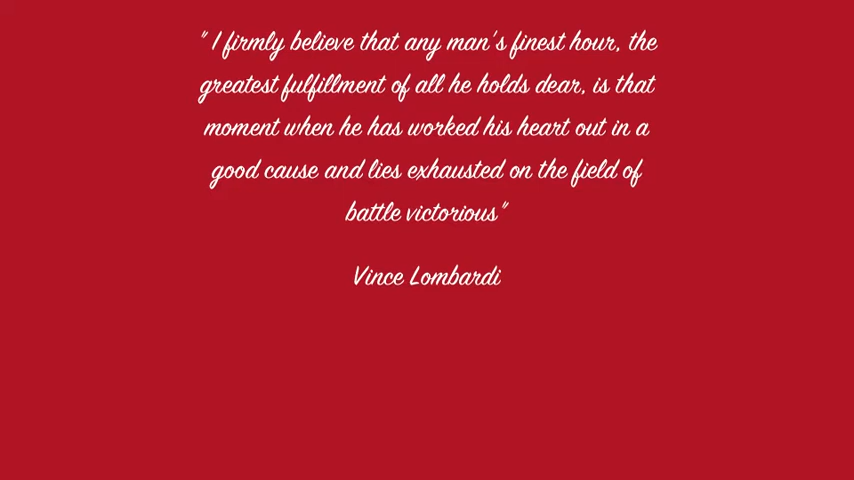 " I firmly believe that any man's finest hour, the
greatest fulfillment of all he holds dear, is that
moment when he has worked his heart out in a
good cause and lies exhausted on the field of
battle victorious"
Vince Lombardi